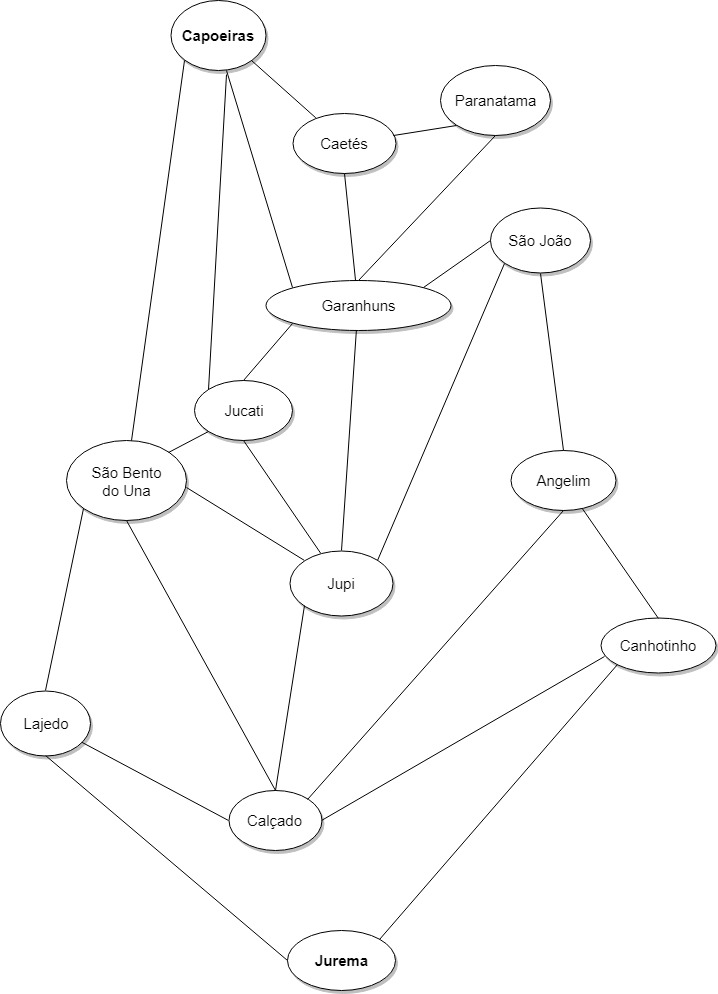 Capoeiras
Paranatama
Caetés
São João
Garanhuns
Jucati
São Bento
do Una
Angelim
Jupi
Canhotinho
Lajedo
Calçado
Jurema